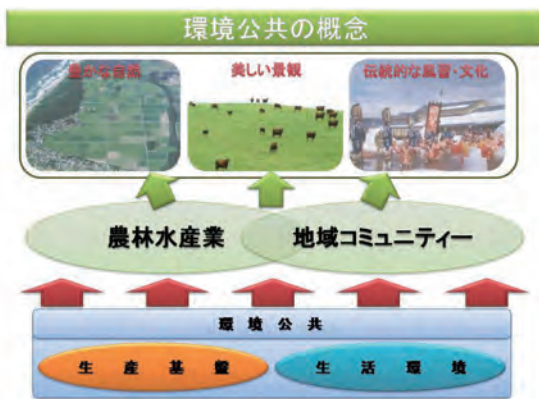 環境公共の概念
豊かな自然
美しい景観
伝統的な風習・文化
農林水産業
地域コミュニティー
環境公共
生産基盤
生活環境